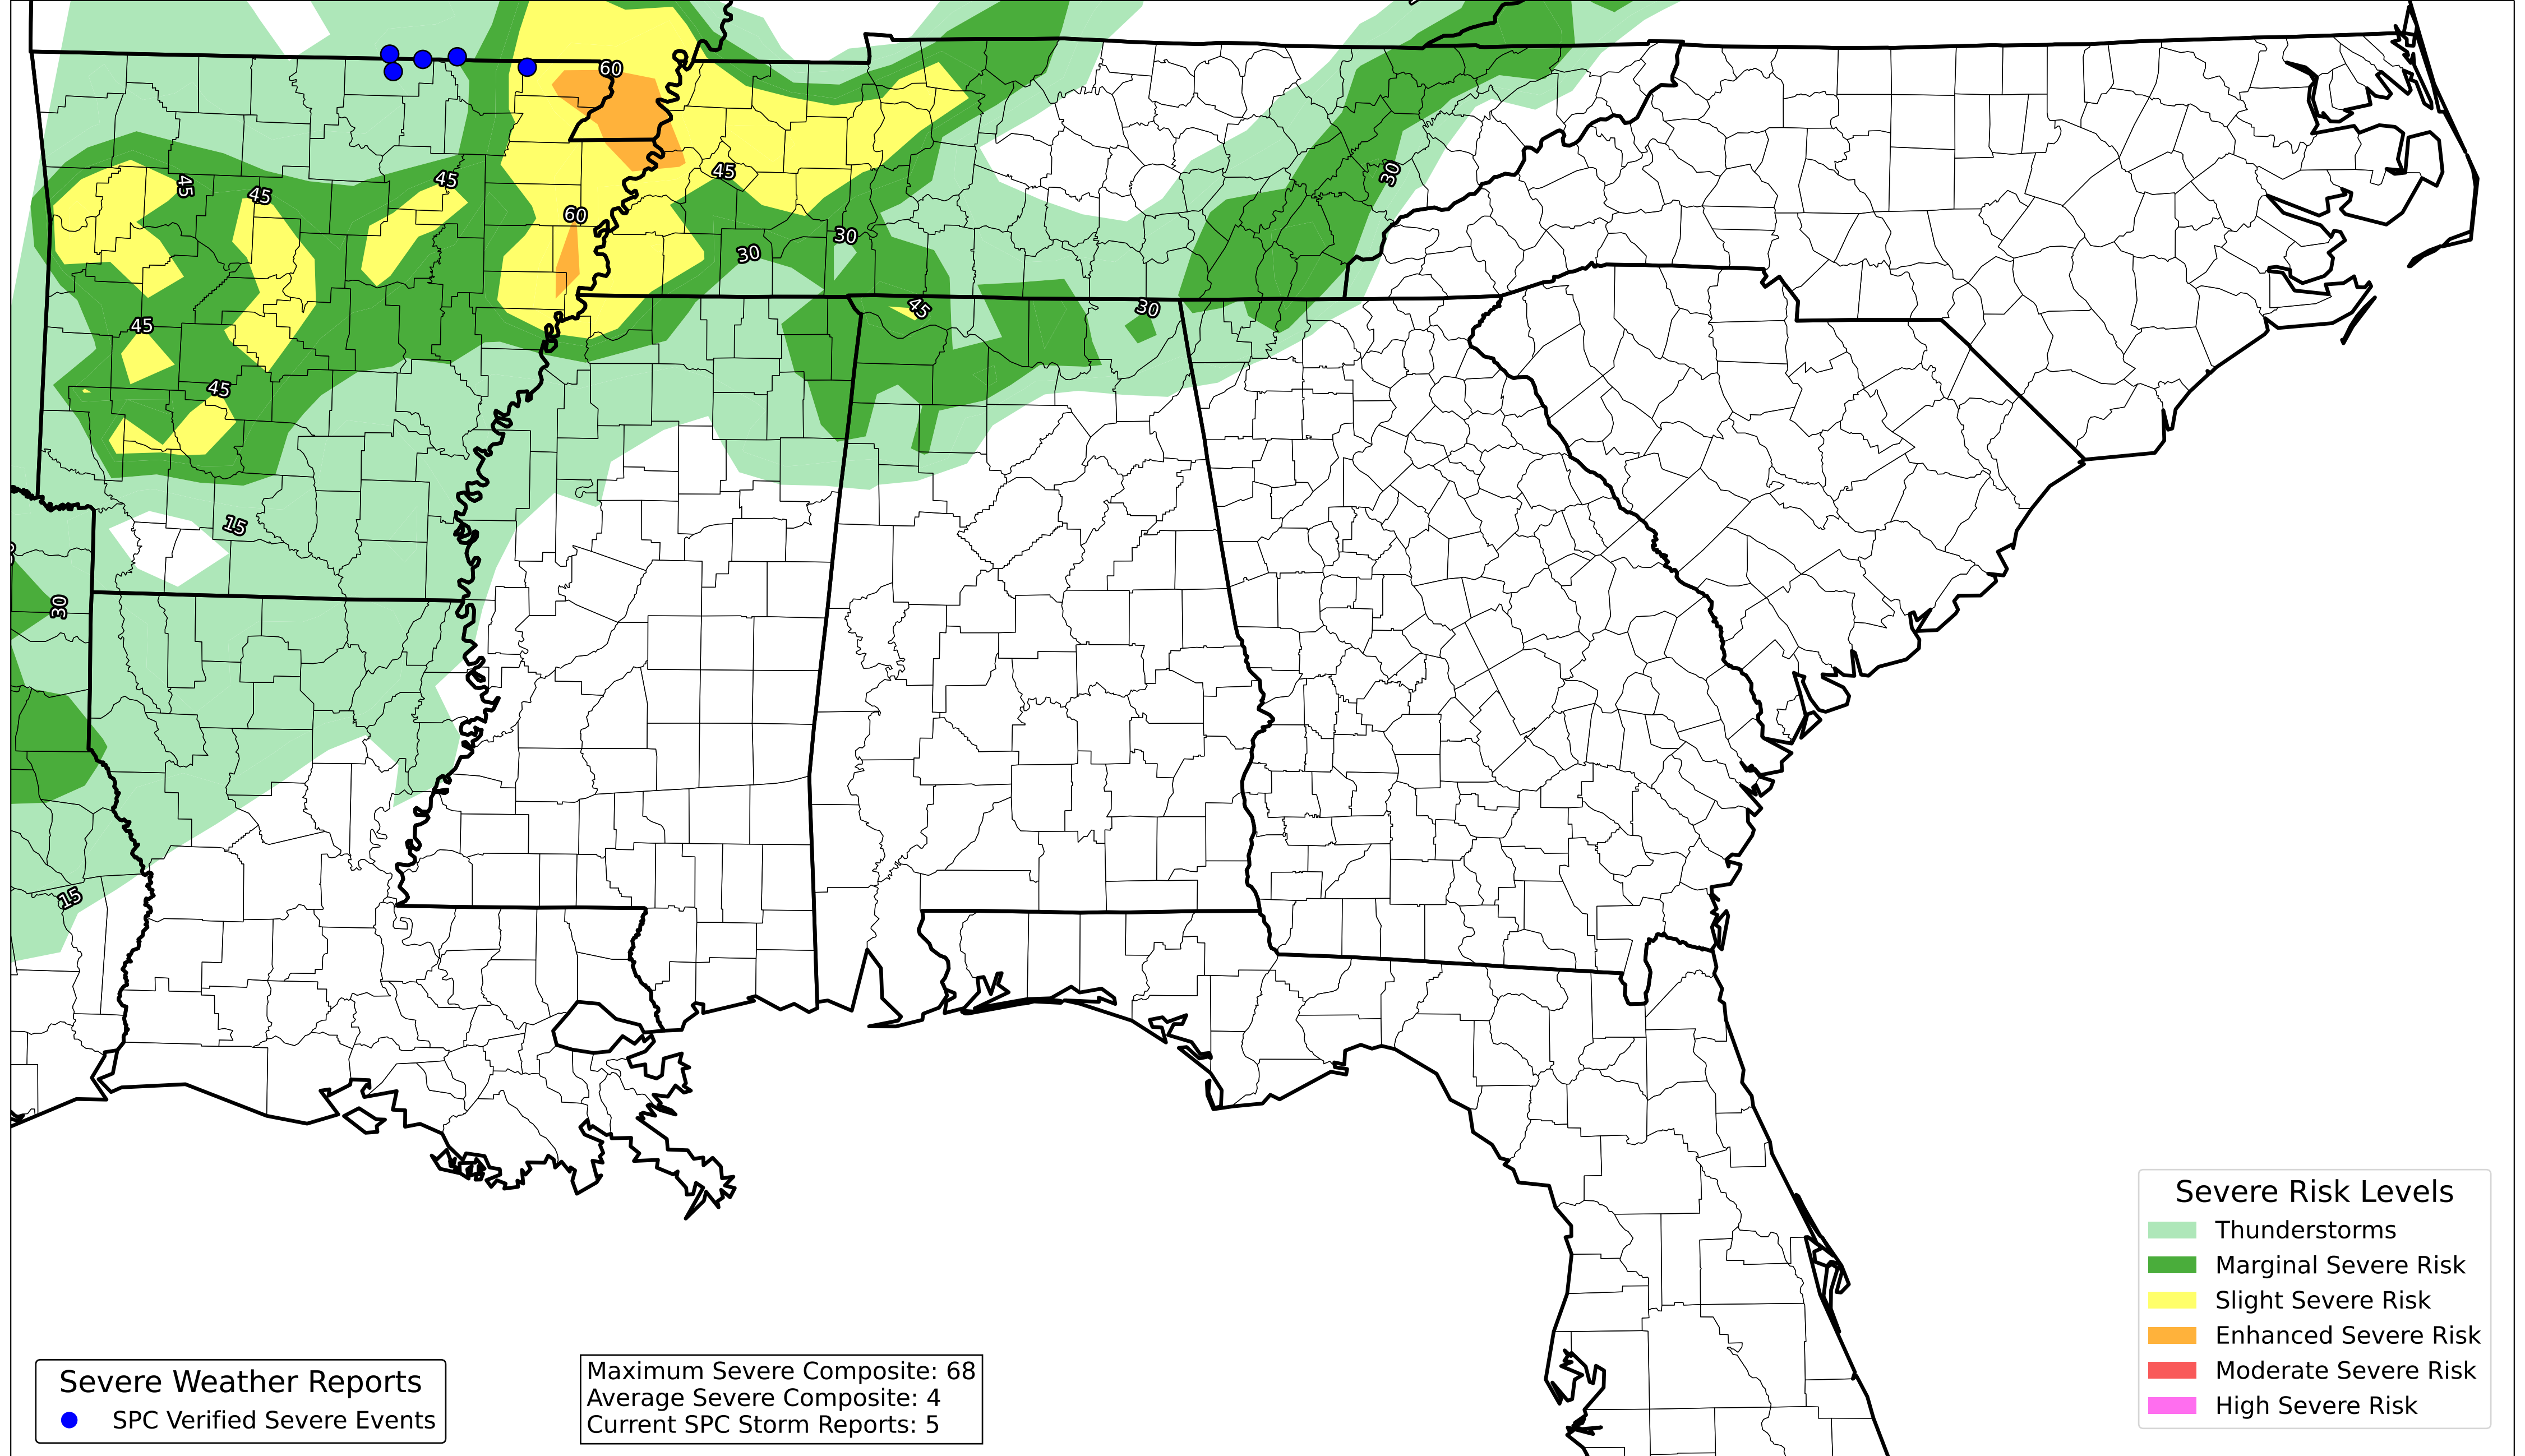 60
45
45
45
45
60
30
30
30
45
30
45
45
15
30
15
Severe Risk Levels
Thunderstorms
Marginal Severe Risk
Slight Severe Risk
Enhanced Severe Risk
Moderate Severe Risk
High Severe Risk
Severe Weather Reports
SPC Verified Severe Events
Maximum Severe Composite: 68
Average Severe Composite: 4
Current SPC Storm Reports: 5